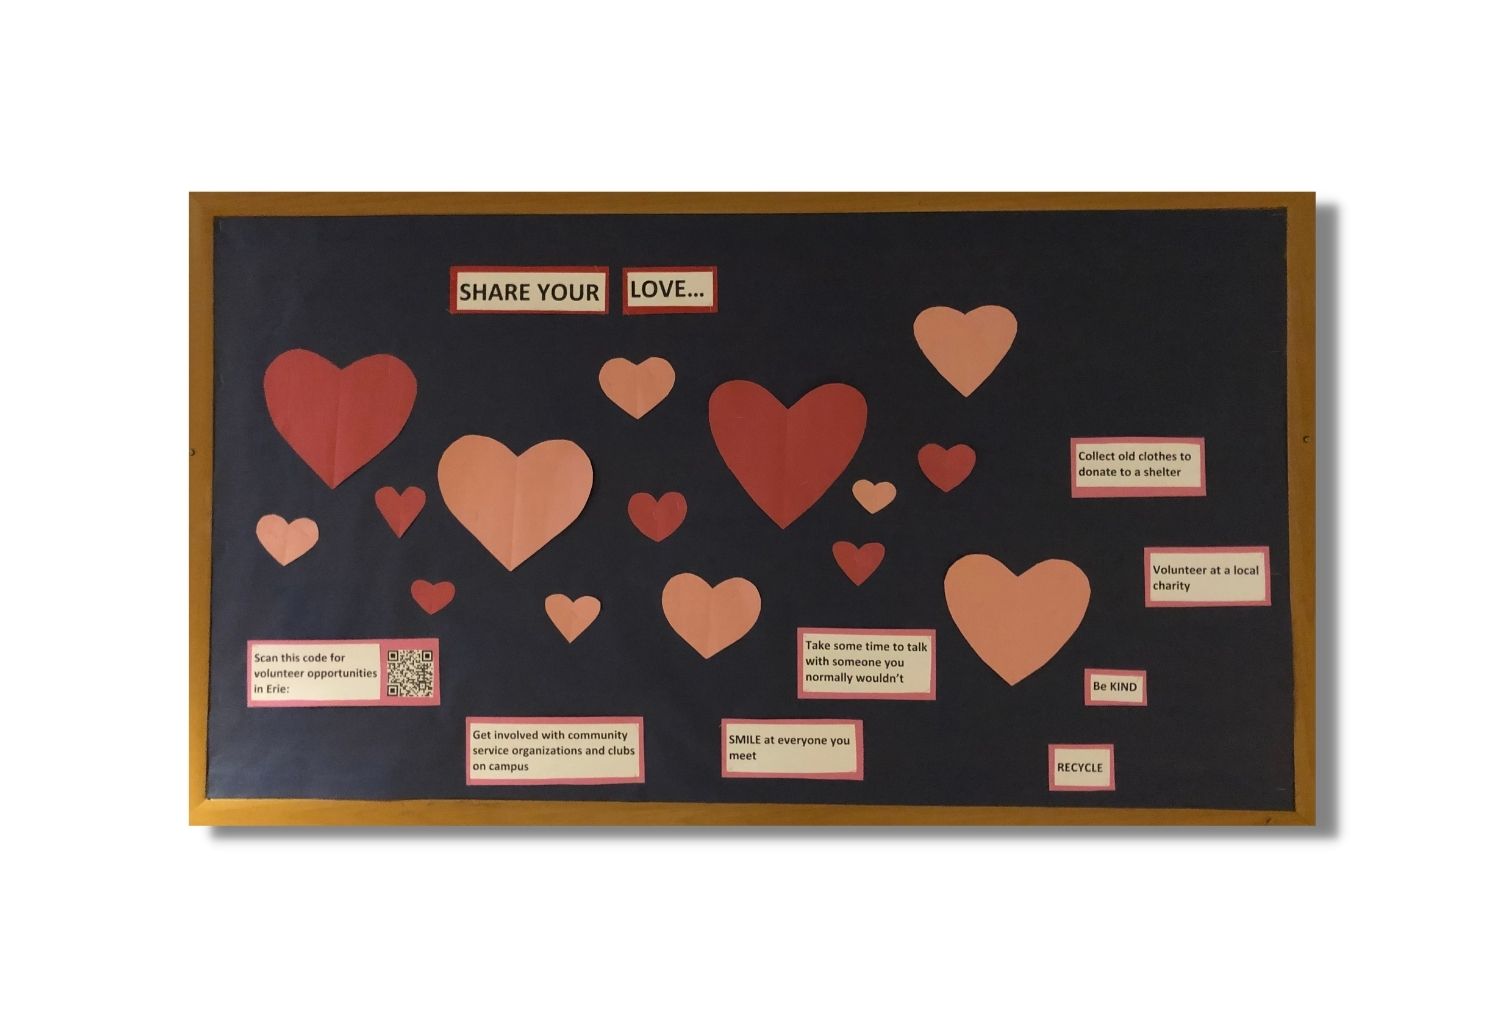 SHARE YOUR LOVE...
Collect old clothes to
donate to a shelter
Volunteer at a local
charity
Scan this code for
volunteer opportunities
in Erie:
Take some time to talk
with someone you
normally wouldn't
Be KIND
Get involved with community
service organizations and clubs
on campus
SMILE at everyone you
meet
RECYCLE